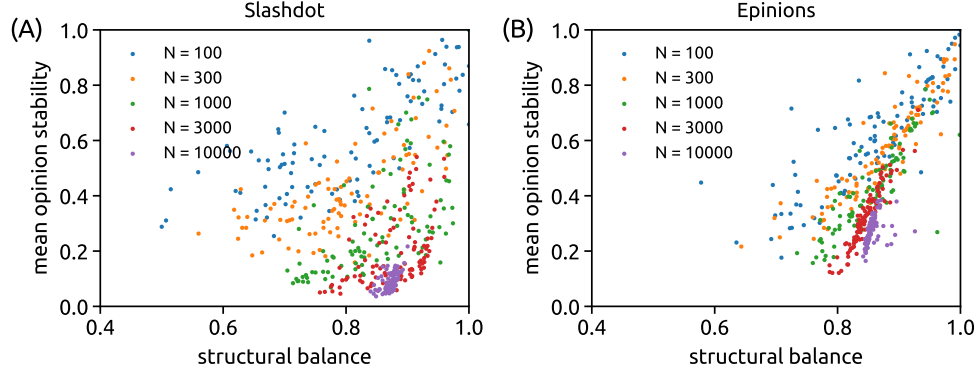 Slashdot
(A)
mean opinion stability
1.0
0.8
0.6
0.4
0.2
0.0
N = 100
N = 300
N = 1000
N = 3000
N = 10000
0.4
0.6
0.8
1.0
structural balance
Epinions
(B)
mean opinion stability
1.0
0.8
0.6
0.4
0.2
0.0
N = 100
N = 300
N = 1000
N = 3000
N = 10000
0.4
0.6
0.8
1.0
structural balance